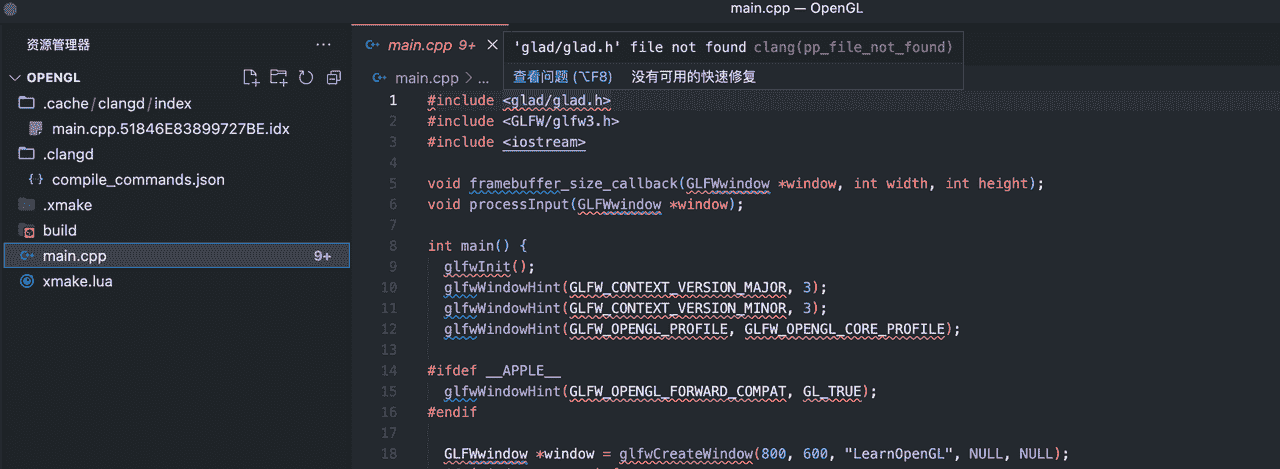 main.cpp — OpenGL
资源管理器
OPENGL
.cache/clangd/index
main.cpp.51846E83899727BE.idx
.clangd
compile_commands.json
.xmake
build
main.cpp 9+
xmake.lua
main.cpp 9+
'glad/glad.h' file not found clang(pp_file_not_found)
查看问题 (⌥F8) 没有可用的快速修复
main.cpp > ...
1 #include <glad/glad.h>
2 #include <GLFW/glfw3.h>
3 #include <iostream>
4
5 void framebuffer_size_callback(GLFWwindow *window, int width, int height);
6 void processInput(GLFWwindow *window);
7
8 int main() {
9 glfwInit();
10 glfwWindowHint(GLFW_CONTEXT_VERSION_MAJOR, 3);
11 glfwWindowHint(GLFW_CONTEXT_VERSION_MINOR, 3);
12 glfwWindowHint(GLFW_OPENGL_PROFILE, GLFW_OPENGL_CORE_PROFILE);
13
14 #ifdef __APPLE__
15 glfwWindowHint(GLFW_OPENGL_FORWARD_COMPAT, GL_TRUE);
16 #endif
17
18 GLFWwindow *window = glfwCreateWindow(800, 600, "LearnOpenGL", NULL, NULL);